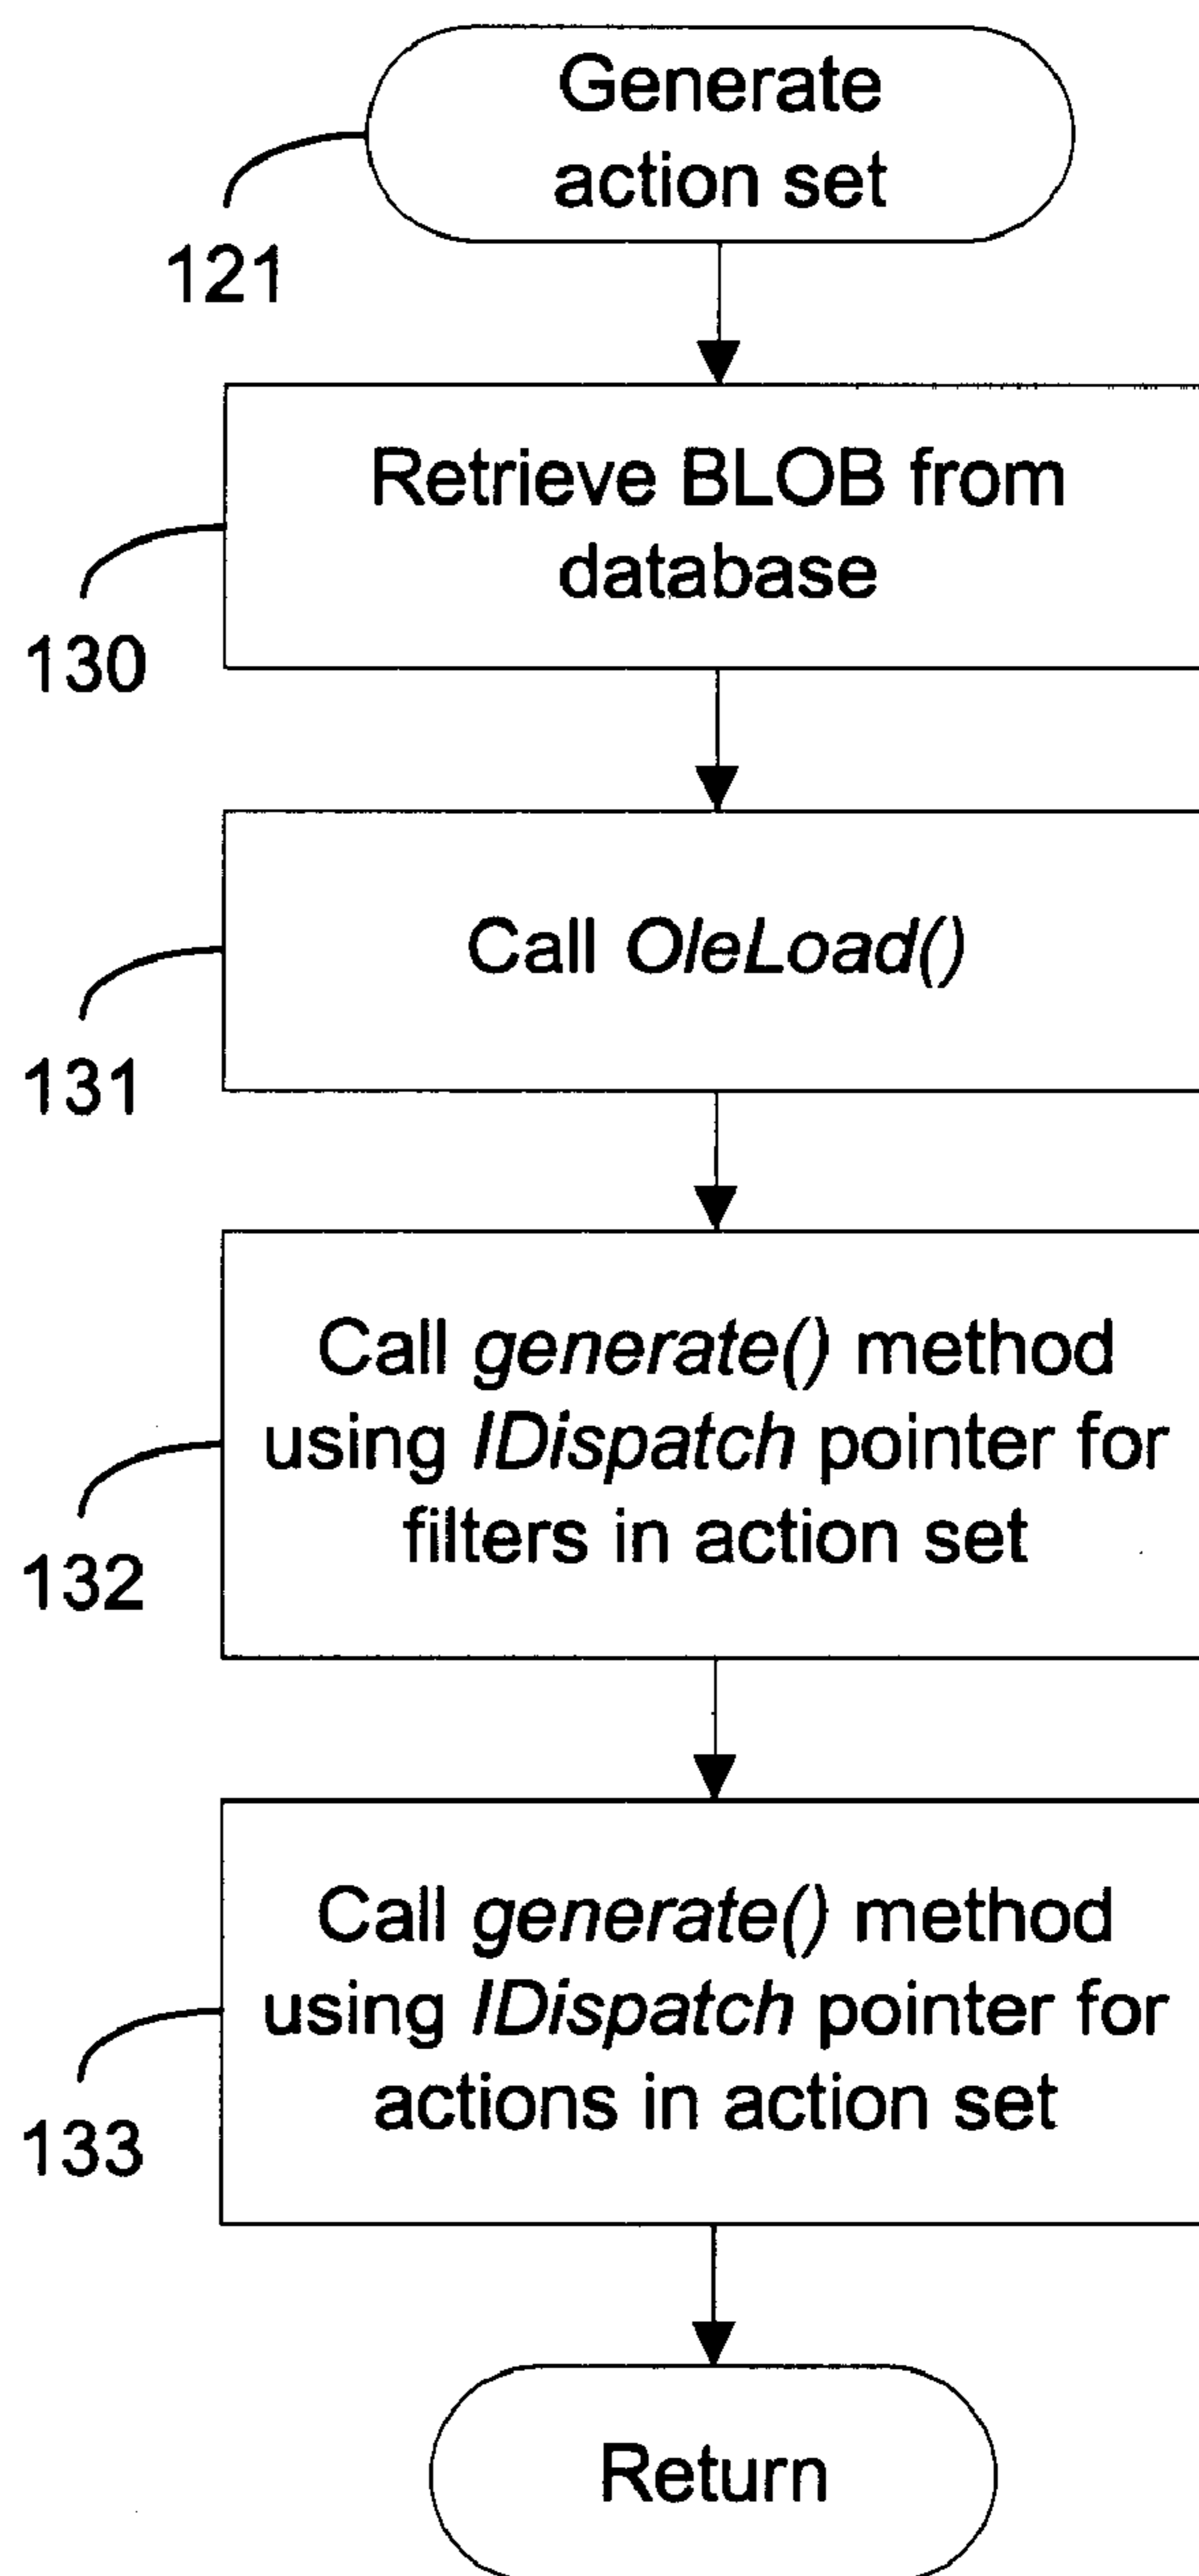 Generate
action set
121
Retrieve BLOB from
database
130
Call OleLoad()
131
Call generate() method
using IDispatch pointer for
filters in action set
132
Call generate() method
using IDispatch pointer for
actions in action set
133
Return